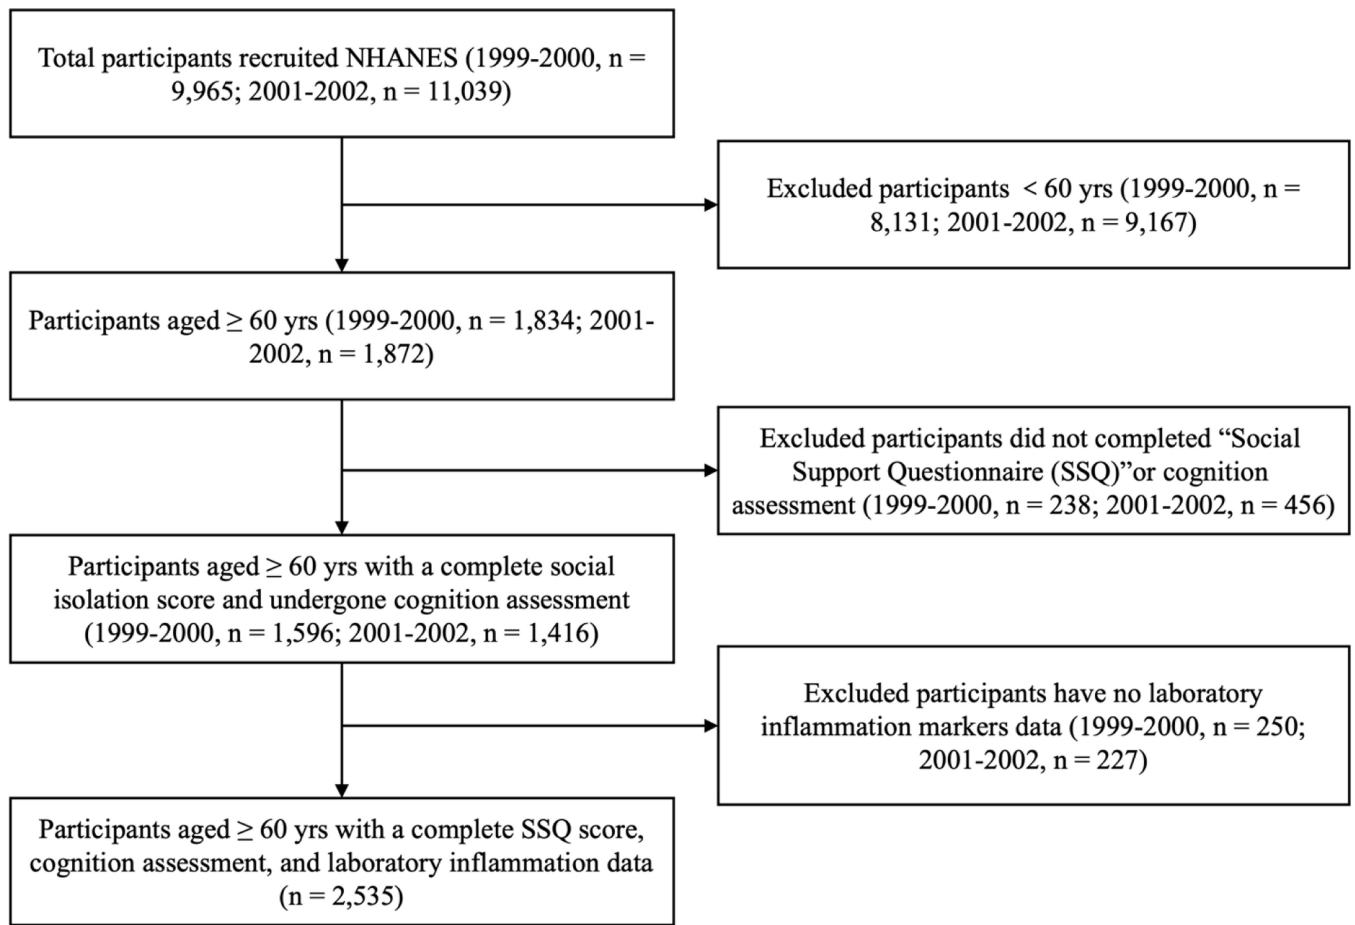 Total participants recruited NHANES (1999-2000, n =
9,965; 2001-2002, n = 11,039)
Excluded participants < 60 yrs (1999-2000, n =
8,131; 2001-2002, n = 9,167)
Participants aged ≥ 60 yrs (1999-2000, n = 1,834; 2001-
2002, n = 1,872)
Excluded participants did not completed “Social
Support Questionnaire (SSQ)”or cognition
assessment (1999-2000, n = 238; 2001-2002, n = 456)
Participants aged ≥ 60 yrs with a complete social
isolation score and undergone cognition assessment
(1999-2000, n = 1,596; 2001-2002, n = 1,416)
Excluded participants have no laboratory
inflammation markers data (1999-2000, n = 250;
2001-2002, n = 227)
Participants aged ≥ 60 yrs with a complete SSQ score,
cognition assessment, and laboratory inflammation data
(n = 2,535)